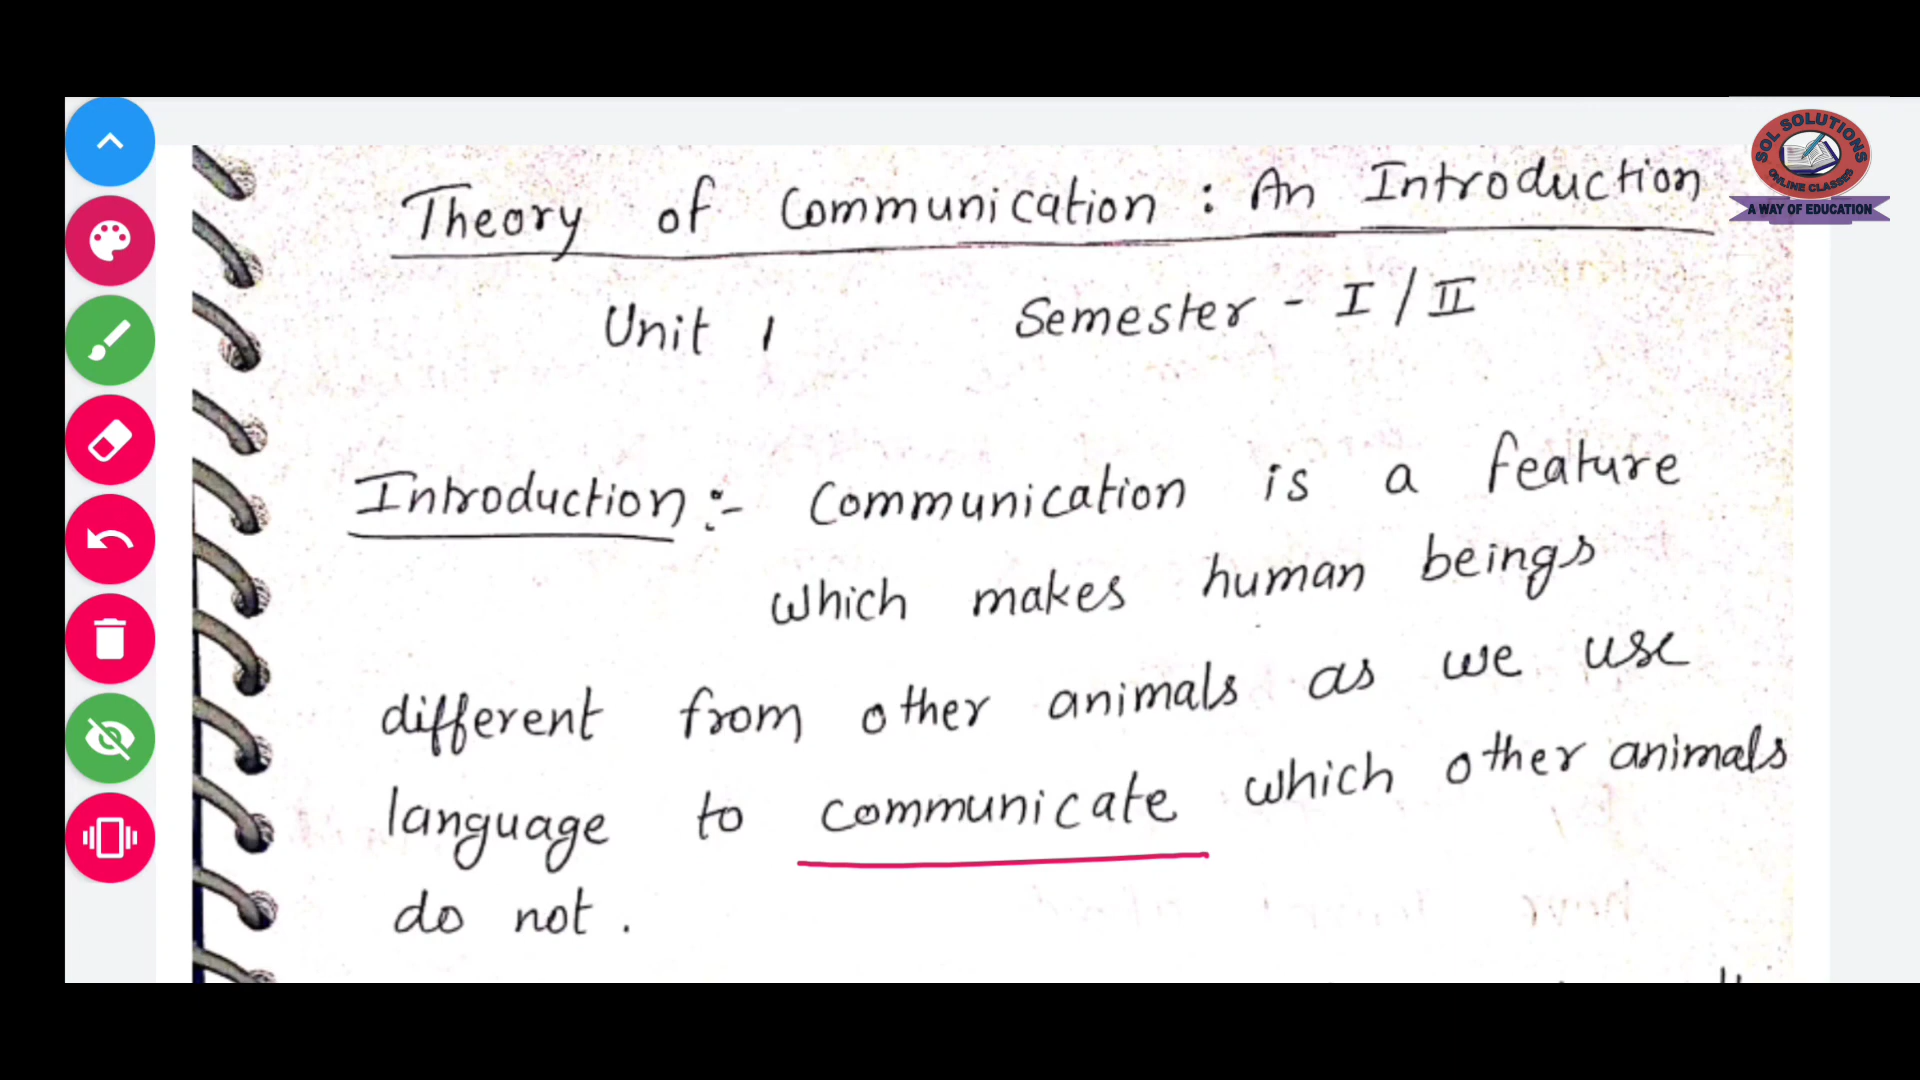 Theory of Communication : An Introduction
Unit 1 Semester - I / II
Introduction :- Communication is a feature
which makes human beings
different from other animals as we use
language to communicate which other animals
do not .
SOL SOLUTIONS
ONLINE CLASSES
A WAY OF EDUCATION